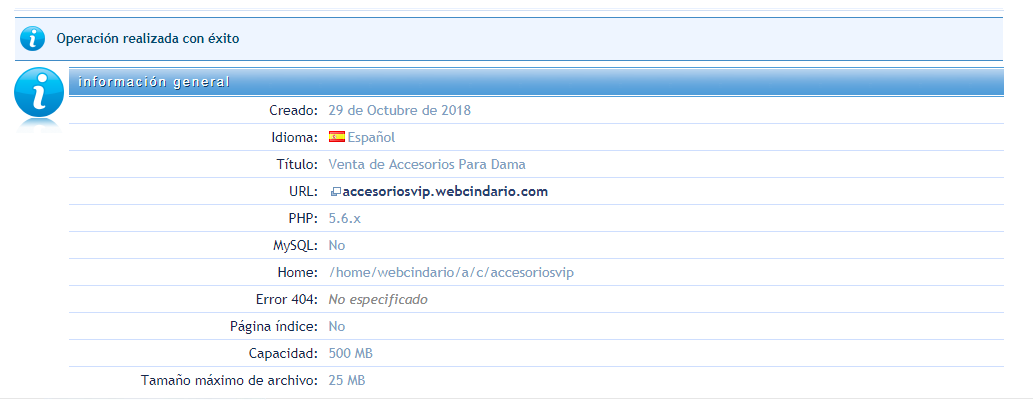 Operación realizada con éxito
información general
Creado: 29 de Octubre de 2018
Idioma: Español
Título: Venta de Accesorios Para Dama
URL: accesoriosvip.webcindario.com
PHP: 5.6.x
MySQL: No
Home: /home/webcindario/a/c/accesoriosvip
Error 404: No especificado
Página índice: No
Capacidad: 500 MB
Tamaño máximo de archivo: 25 MB